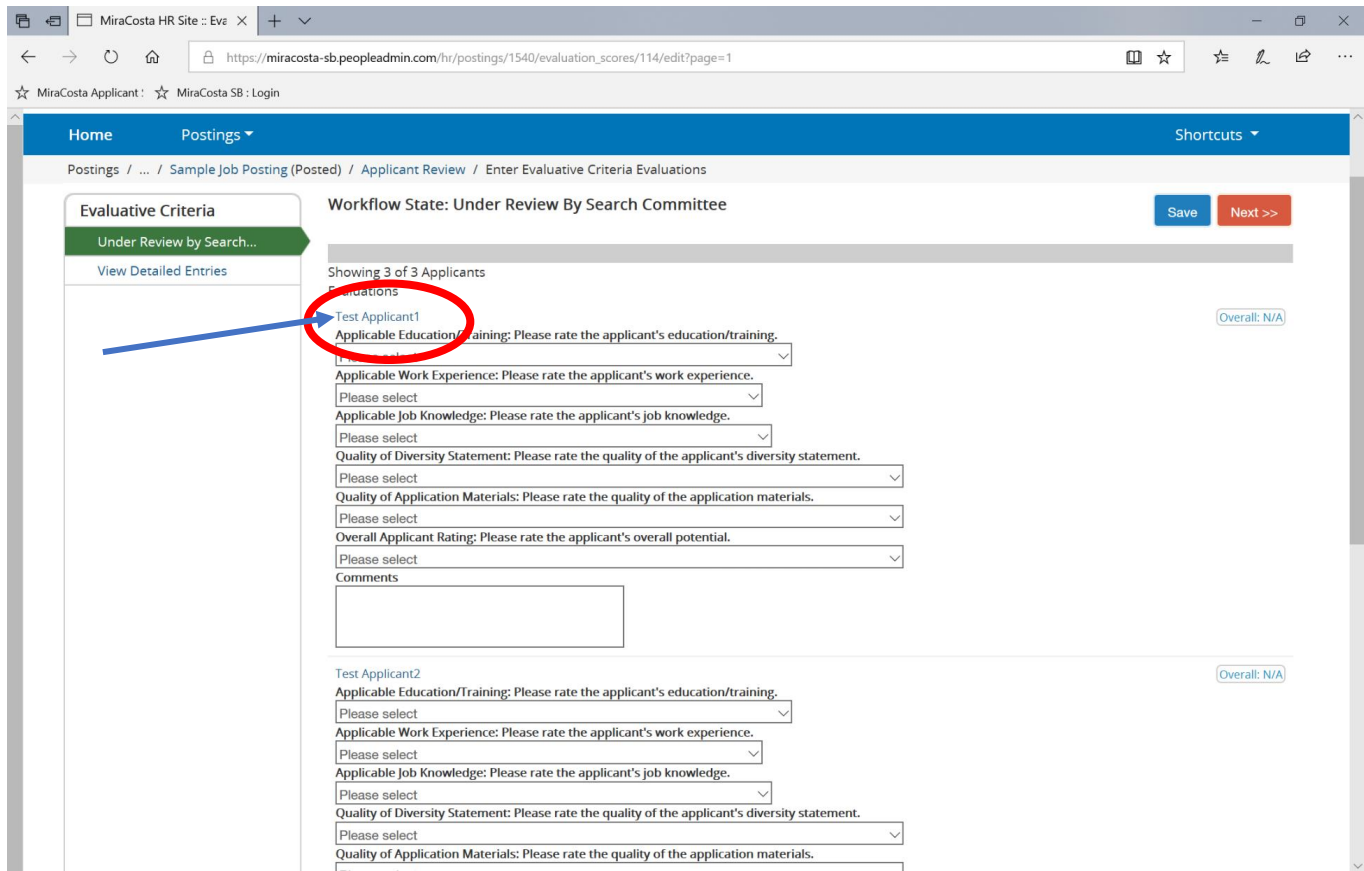 MiraCosta HR Site :: Eva
https://miracosta-sb.peopleadmin.com/hr/postings/1540/evaluation_scores/114/edit?page=1
MiraCosta Applicant S MiraCosta SB : Login
Home Postings Shortcuts
Postings / ... / Sample Job Posting (Posted) / Applicant Review / Enter Evaluative Criteria Evaluations
Evaluative Criteria
Under Review by Search...
View Detailed Entries
Workflow State: Under Review By Search Committee
Save Next >>
Showing 3 of 3 Applicants
Evaluations
Test Applicant1 Overall: N/A
Applicable Education/Training: Please rate the applicant's education/training.
Please select
Applicable Work Experience: Please rate the applicant's work experience.
Please select
Applicable Job Knowledge: Please rate the applicant's job knowledge.
Please select
Quality of Diversity Statement: Please rate the quality of the applicant's diversity statement.
Please select
Quality of Application Materials: Please rate the quality of the application materials.
Please select
Overall Applicant Rating: Please rate the applicant's overall potential.
Please select
Comments
Test Applicant2 Overall: N/A
Applicable Education/Training: Please rate the applicant's education/training.
Please select
Applicable Work Experience: Please rate the applicant's work experience.
Please select
Applicable Job Knowledge: Please rate the applicant's job knowledge.
Please select
Quality of Diversity Statement: Please rate the quality of the applicant's diversity statement.
Please select
Quality of Application Materials: Please rate the quality of the application materials.